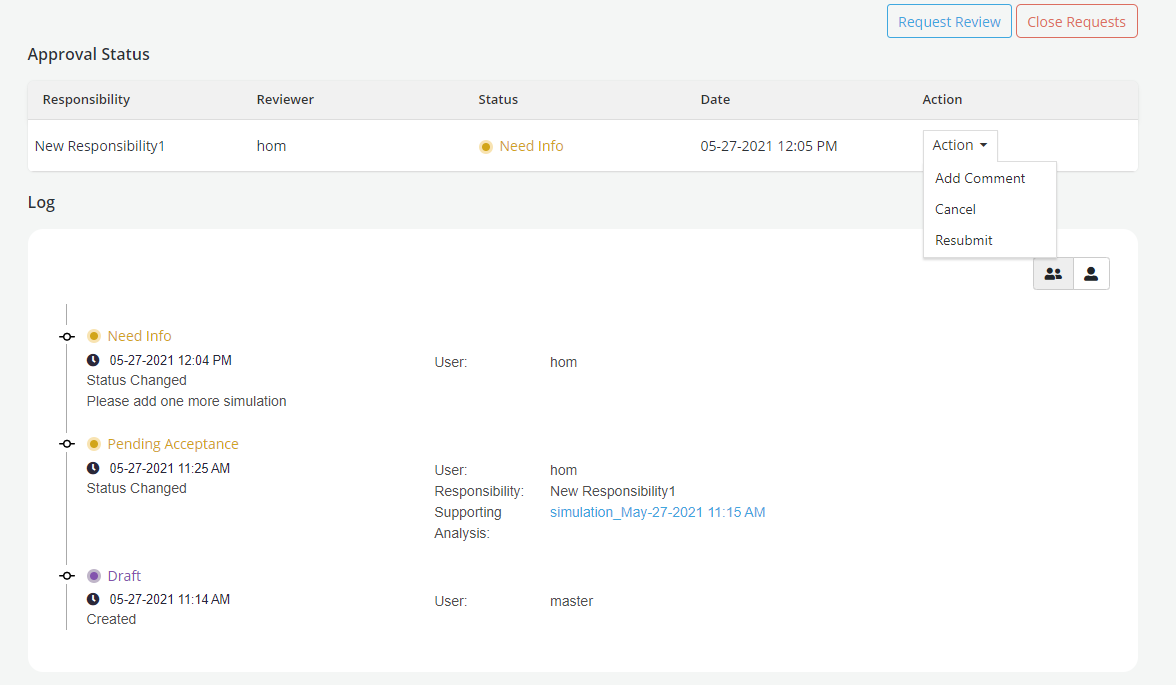 Request Review Close Requests
Approval Status
Responsibility Reviewer Status Date Action
New Responsibility1 hom Need Info 05-27-2021 12:05 PM Action
Add Comment
Cancel
Resubmit
Log
Need Info
05-27-2021 12:04 PM User: hom
Status Changed
Please add one more simulation
Pending Acceptance
05-27-2021 11:25 AM User: hom
Status Changed Responsibility: New Responsibility1
Supporting simulation_May-27-2021 11:15 AM
Analysis:
Draft
05-27-2021 11:14 AM User: master
Created